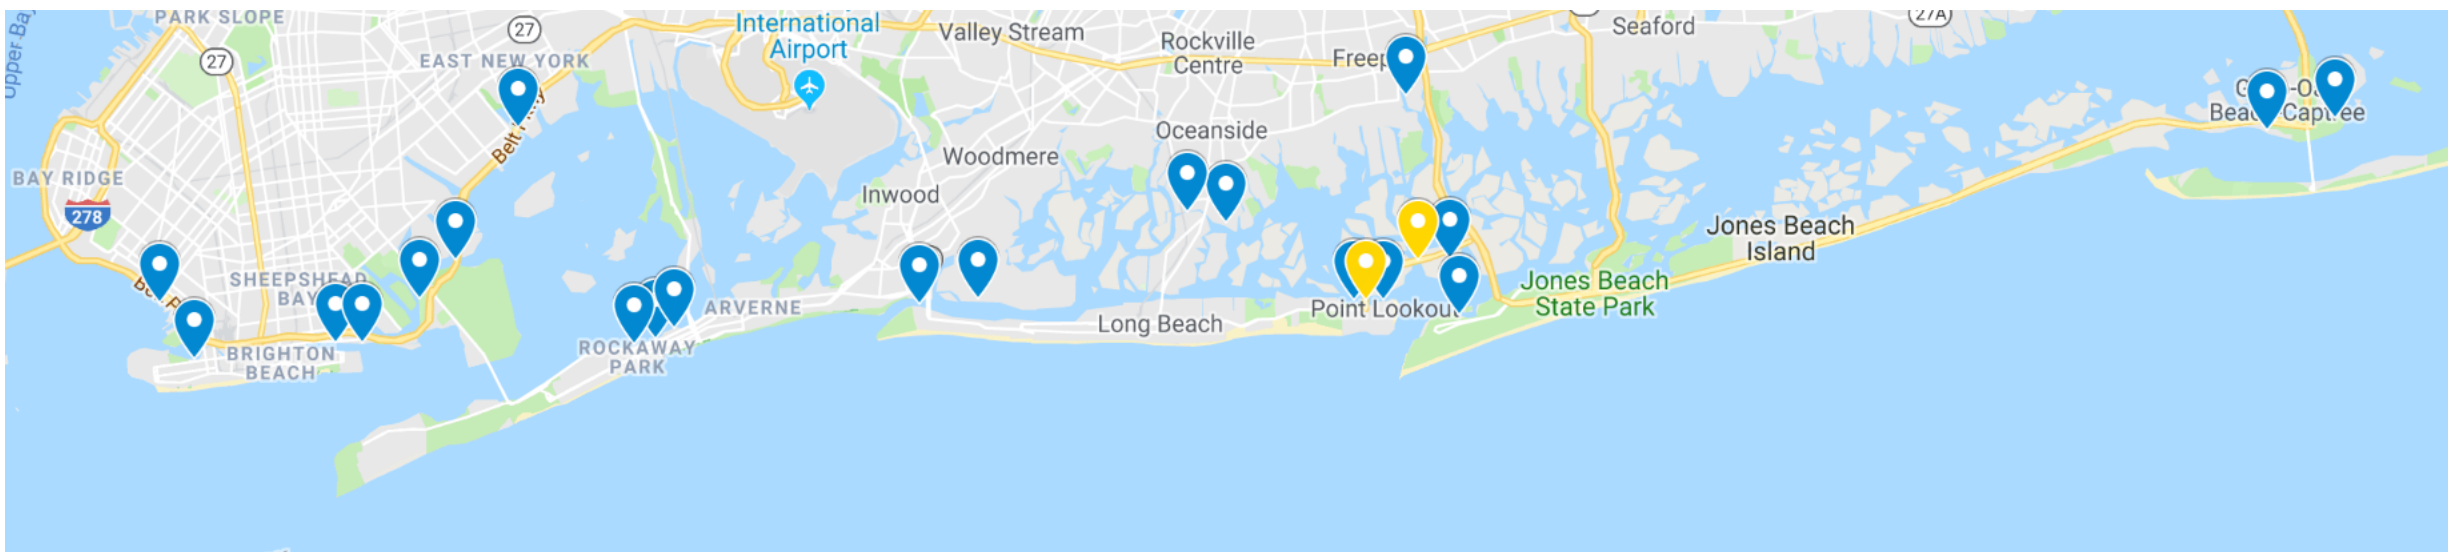 PARK SLOPE
27
27
EAST NEW YORK
International
Airport
Valley Stream
Rockville
Centre
Seaford
27A
Upper Bay
BAY RIDGE
278
Woodmere
Inwood
Oceanside
SHEEPSHEAD
BAY
BRIGHTON
BEACH
ROCKAWAY
PARK
ARVERNE
Long Beach
Point Lookout
Jones Beach
State Park
Jones Beach
Island